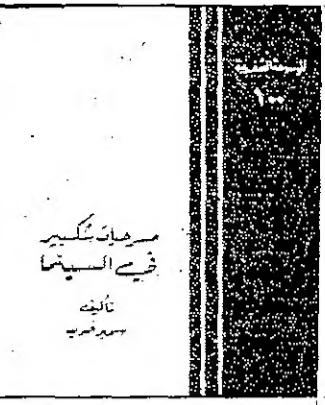 ١٠٠
مسرحيات شكسبير
في السينما
تأليف
سمير فريد